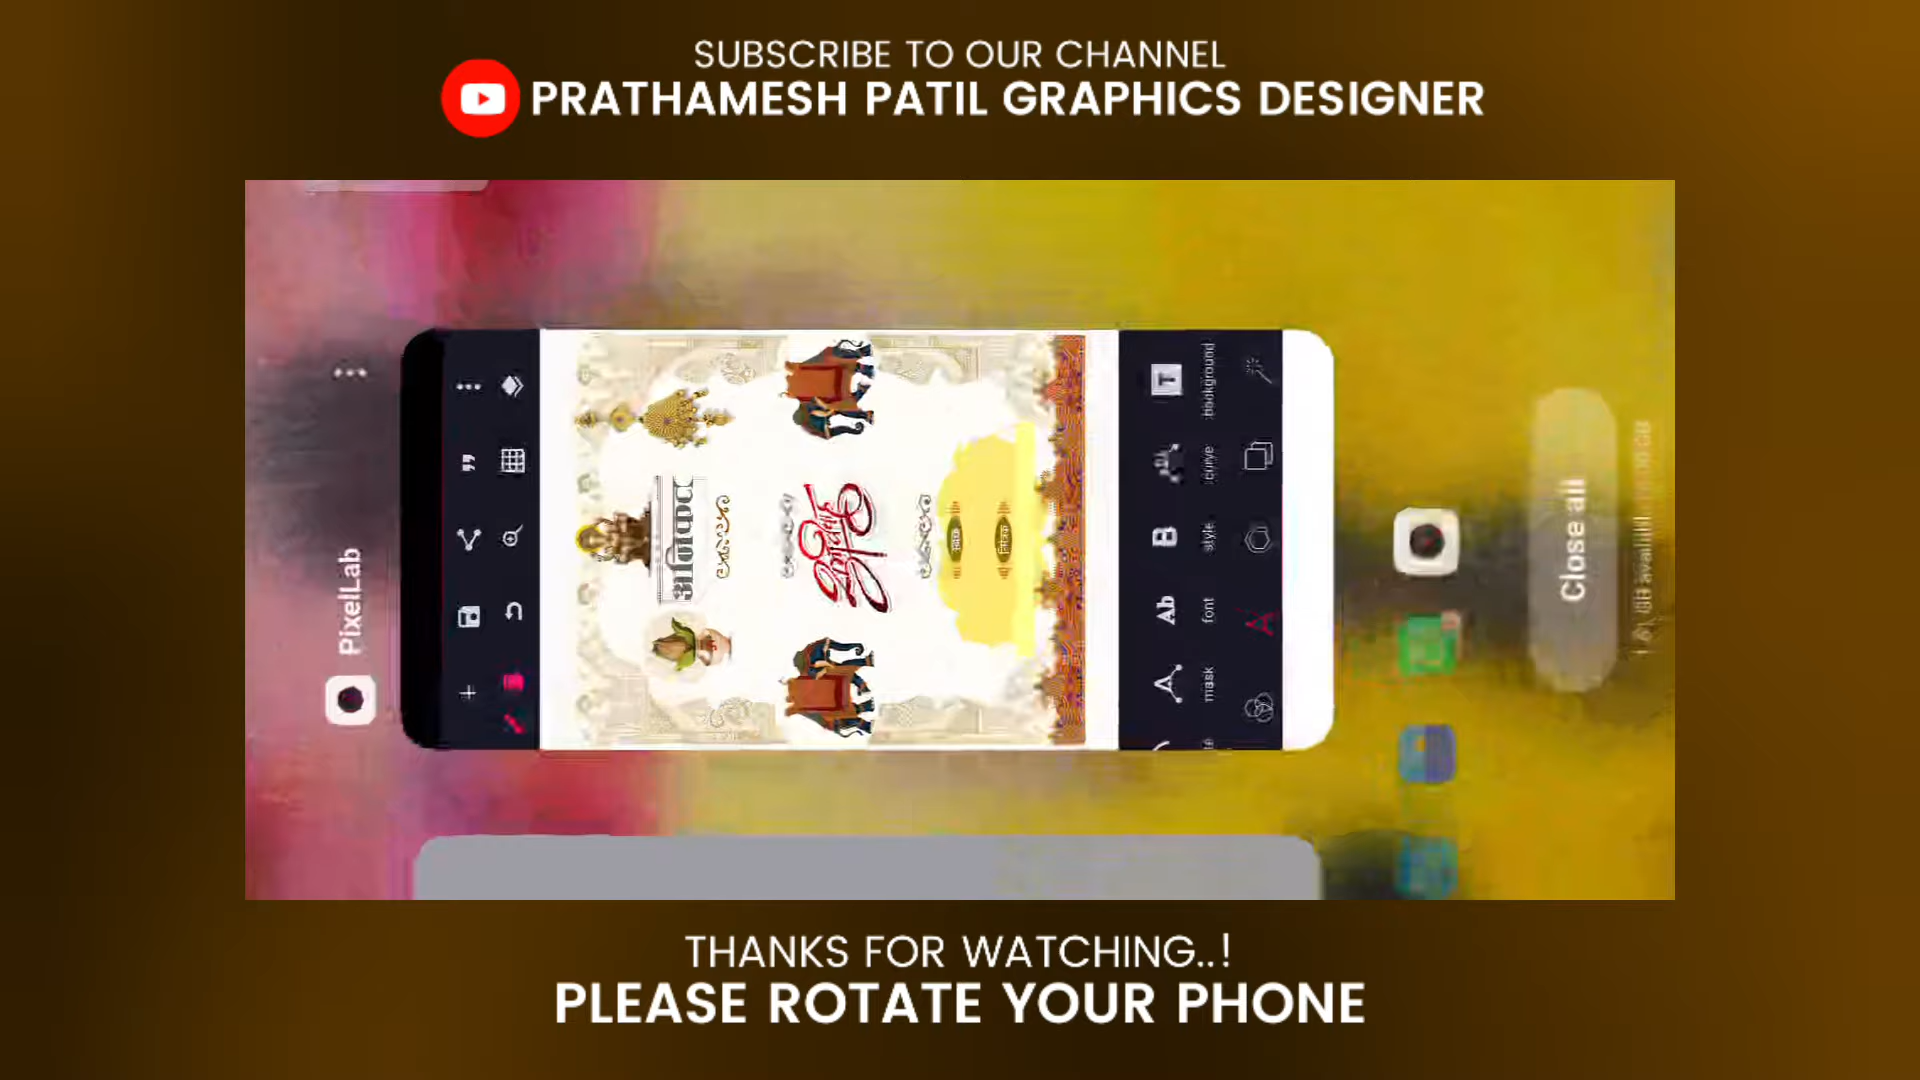 SUBSCRIBE TO OUR CHANNEL
PRATHAMESH PATIL GRAPHICS DESIGNER
PixelLab
शुभविवाह
mask
font
style
curve
background
Close all
THANKS FOR WATCHING..!
PLEASE ROTATE YOUR PHONE